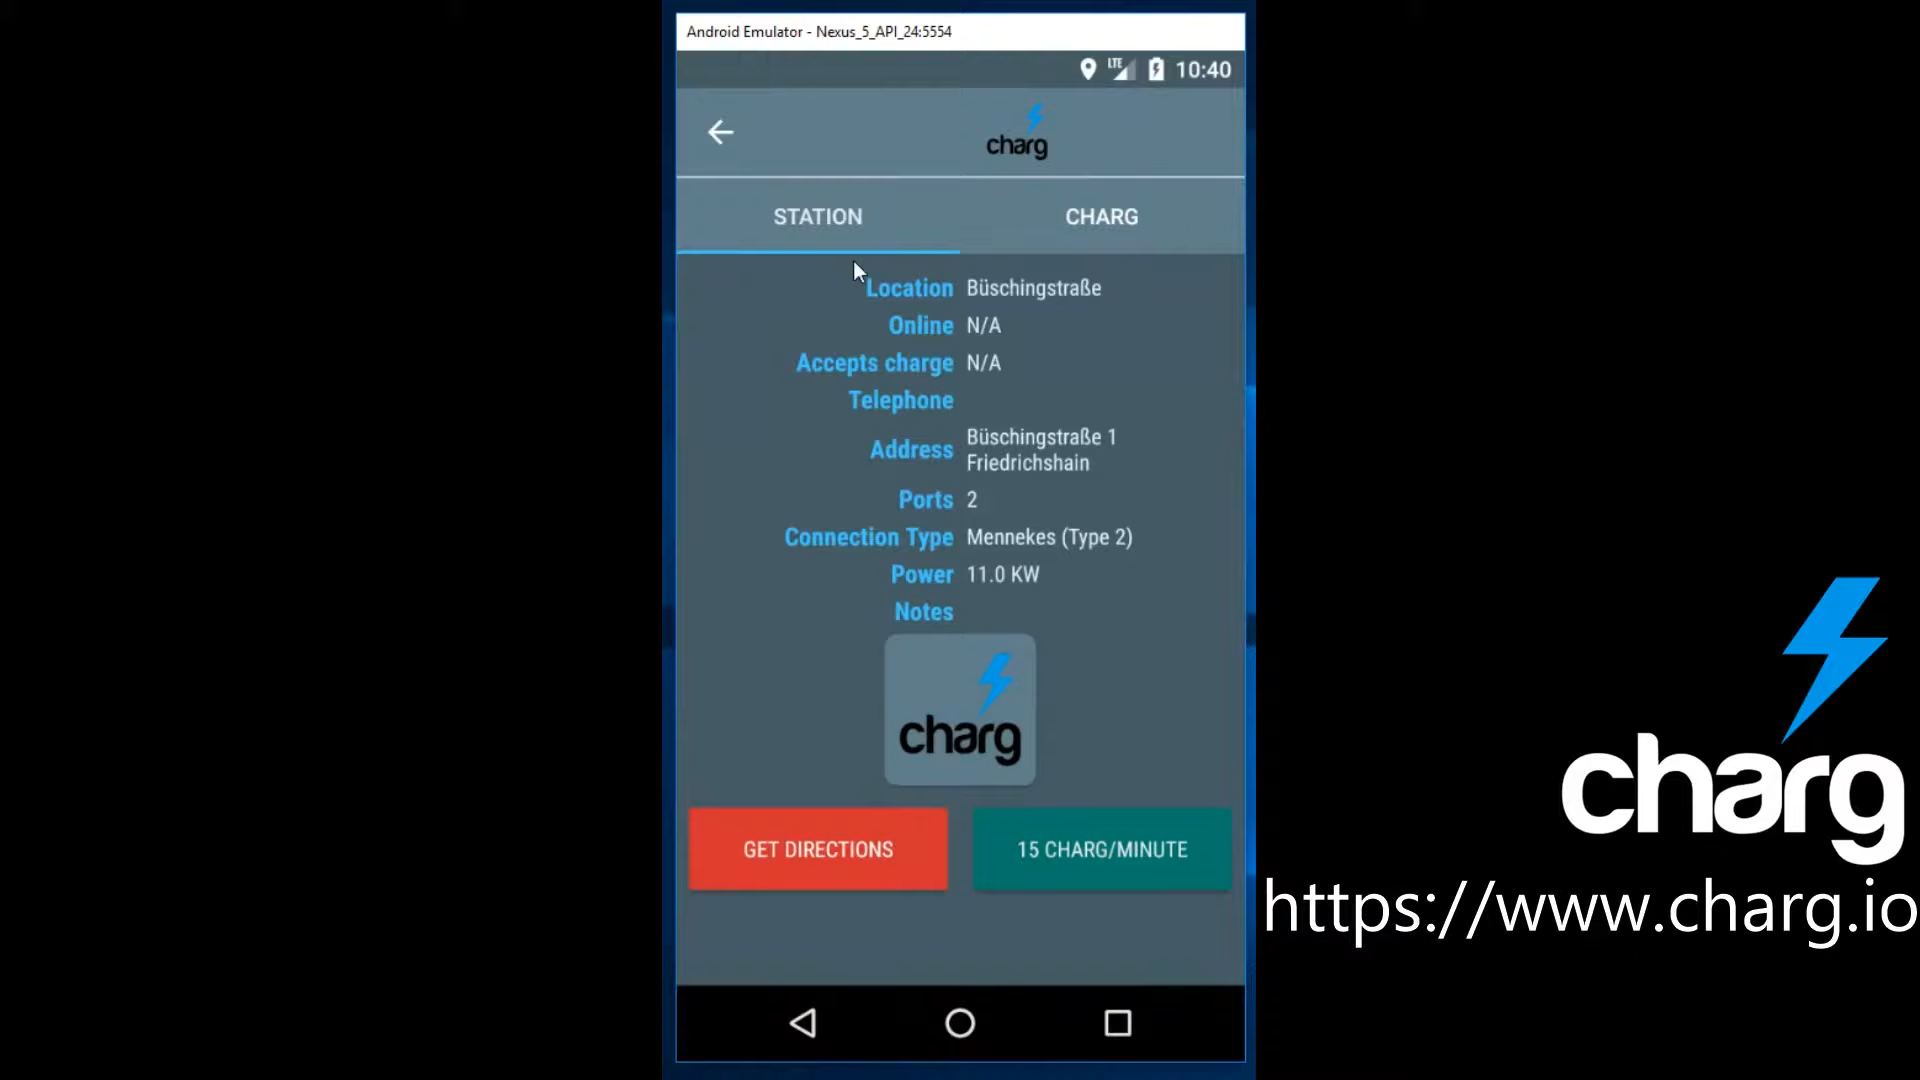 Android Emulator - Nexus_5_API_24:5554
LTE 10:40
charg
STATION CHARG
Location Büschingstraße
Online N/A
Accepts charge N/A
Telephone
Address Büschingstraße 1
Friedrichshain
Ports 2
Connection Type Mennekes (Type 2)
Power 11.0 KW
Notes
charg
GET DIRECTIONS 15 CHARG/MINUTE
charg
https://www.charg.io